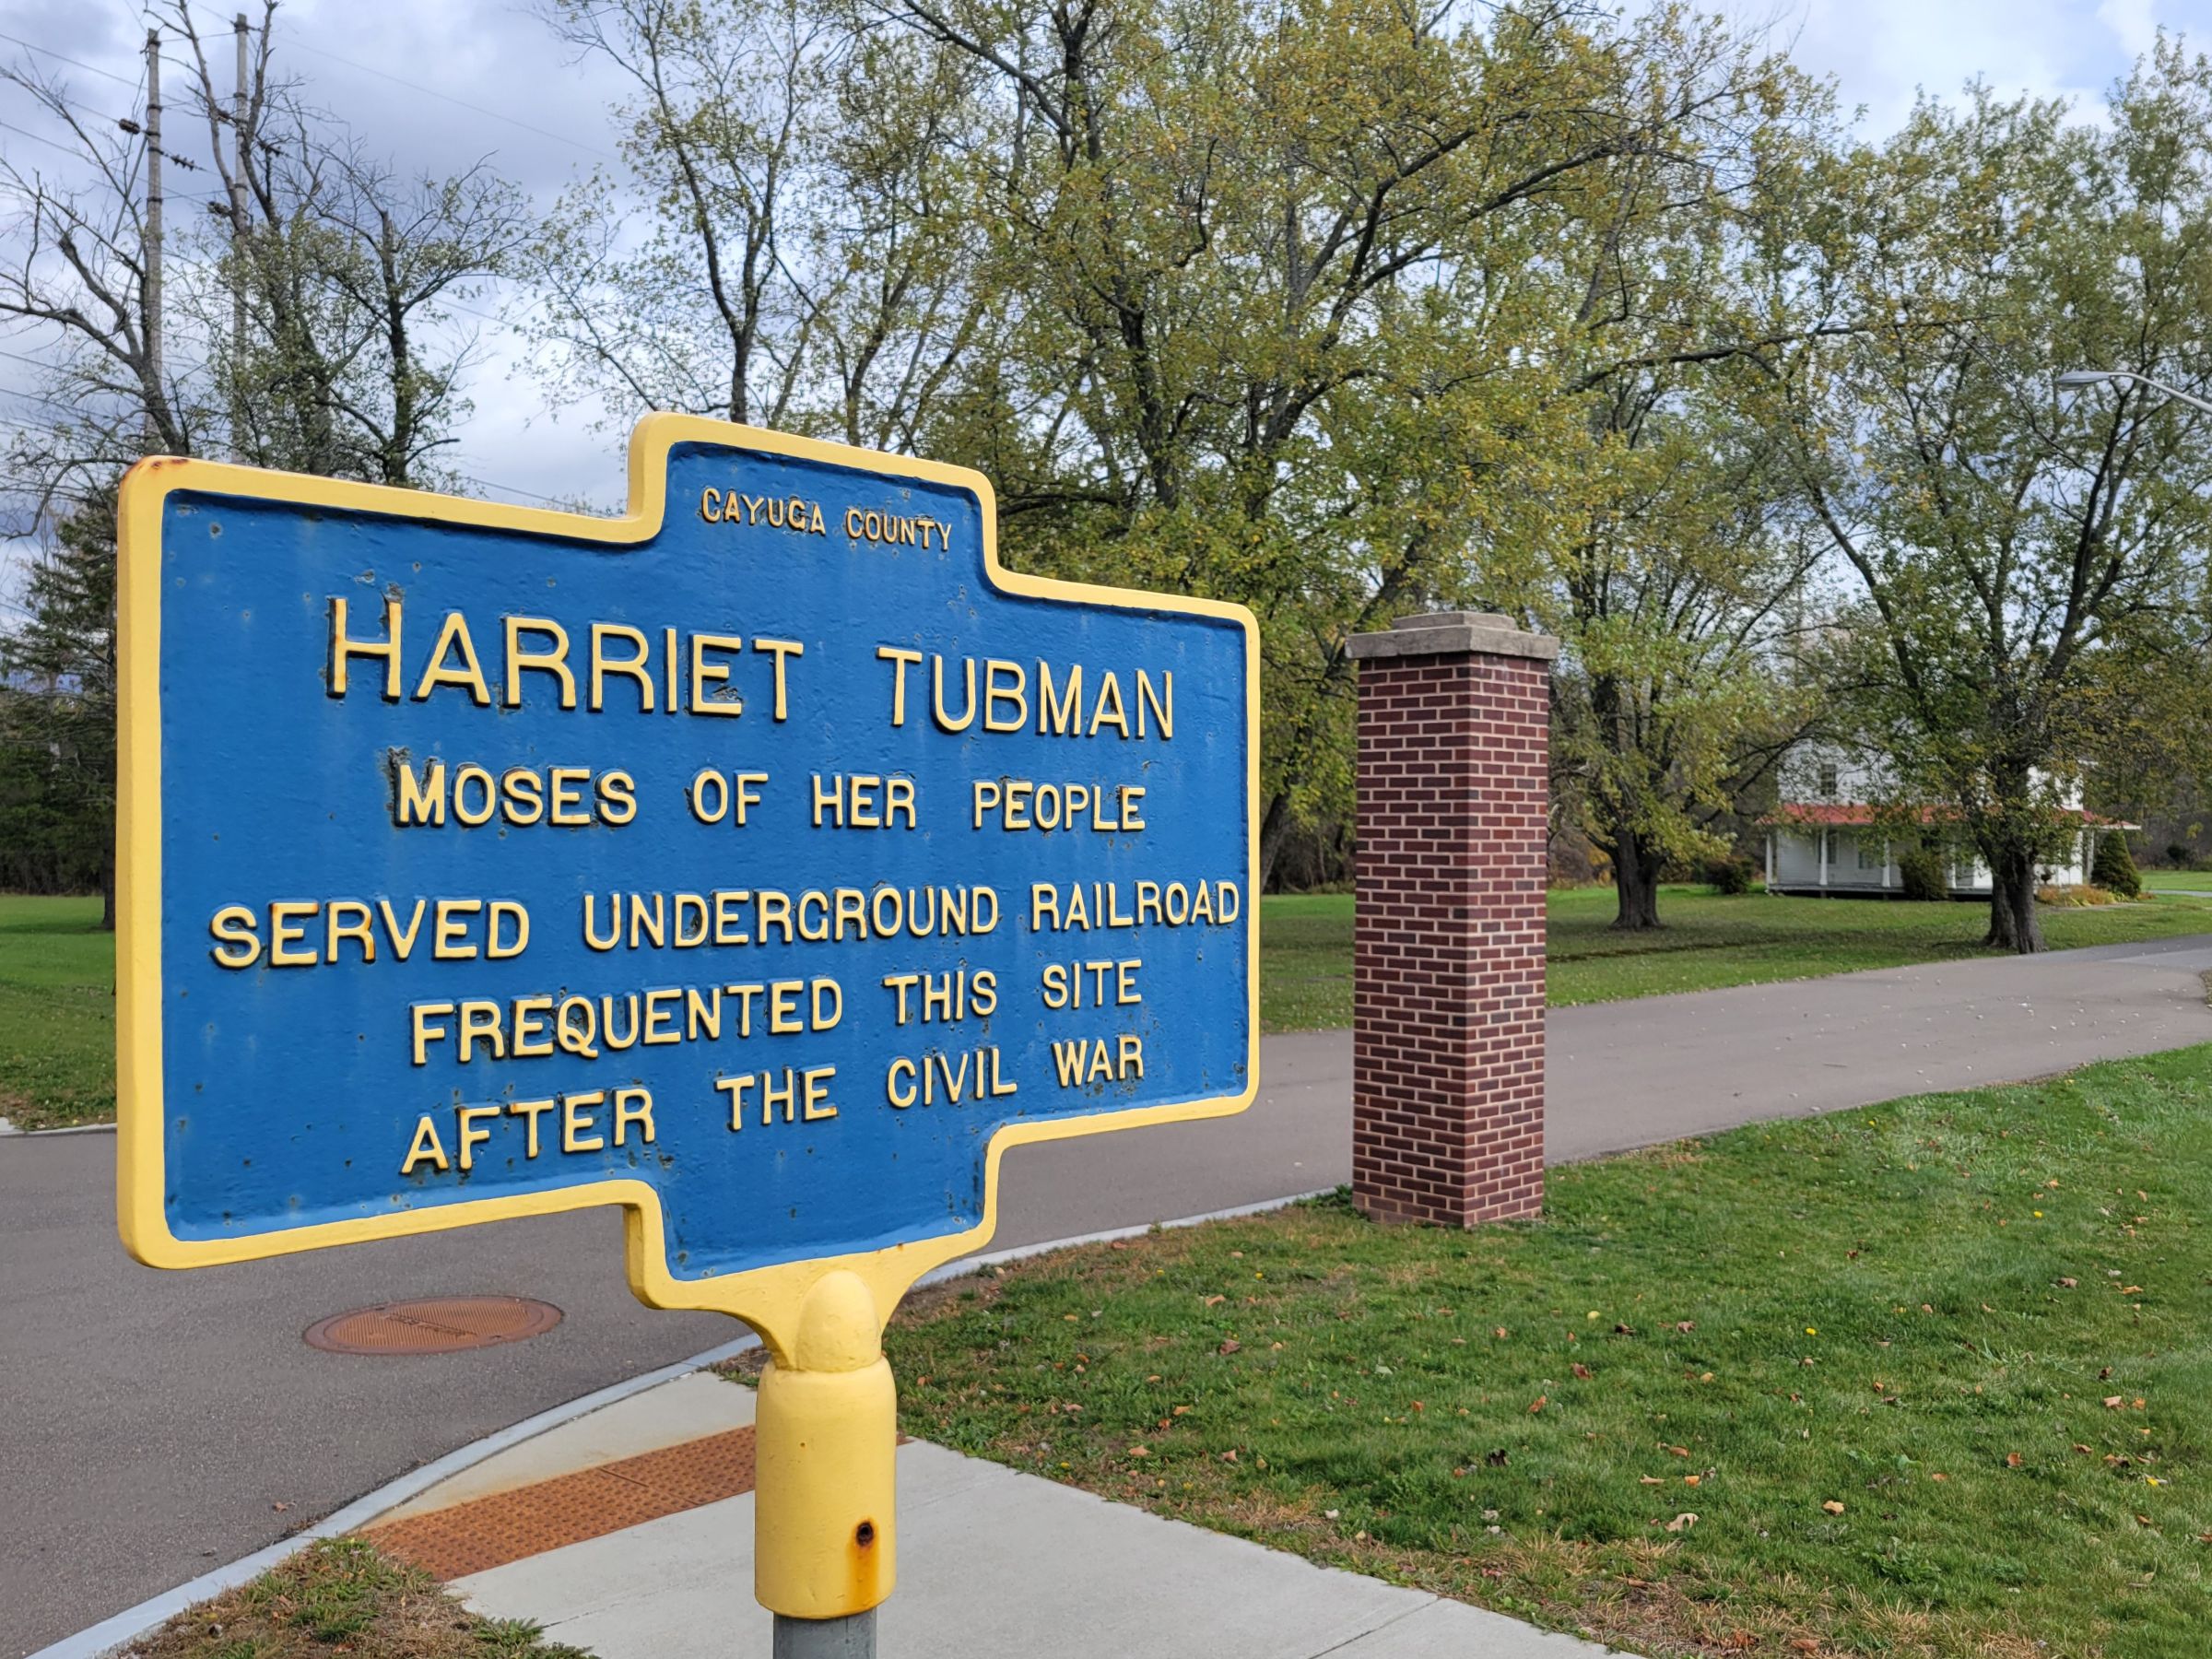 CAYUGA COUNTY
HARRIET TUBMAN
MOSES OF HER PEOPLE
SERVED UNDERGROUND RAILROAD
FREQUENTED THIS SITE
AFTER THE CIVIL WAR